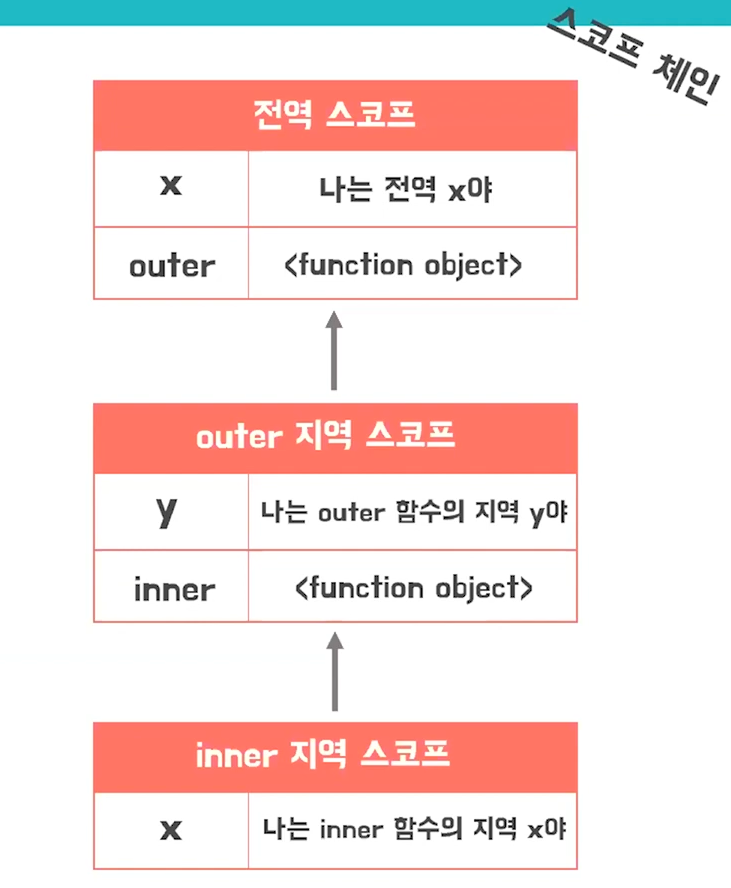 스코프 체인
전역 스코프
x 나는 전역 x야
outer <function object>
outer 지역 스코프
y 나는 outer 함수의 지역 y야
inner <function object>
inner 지역 스코프
x 나는 inner 함수의 지역 x야